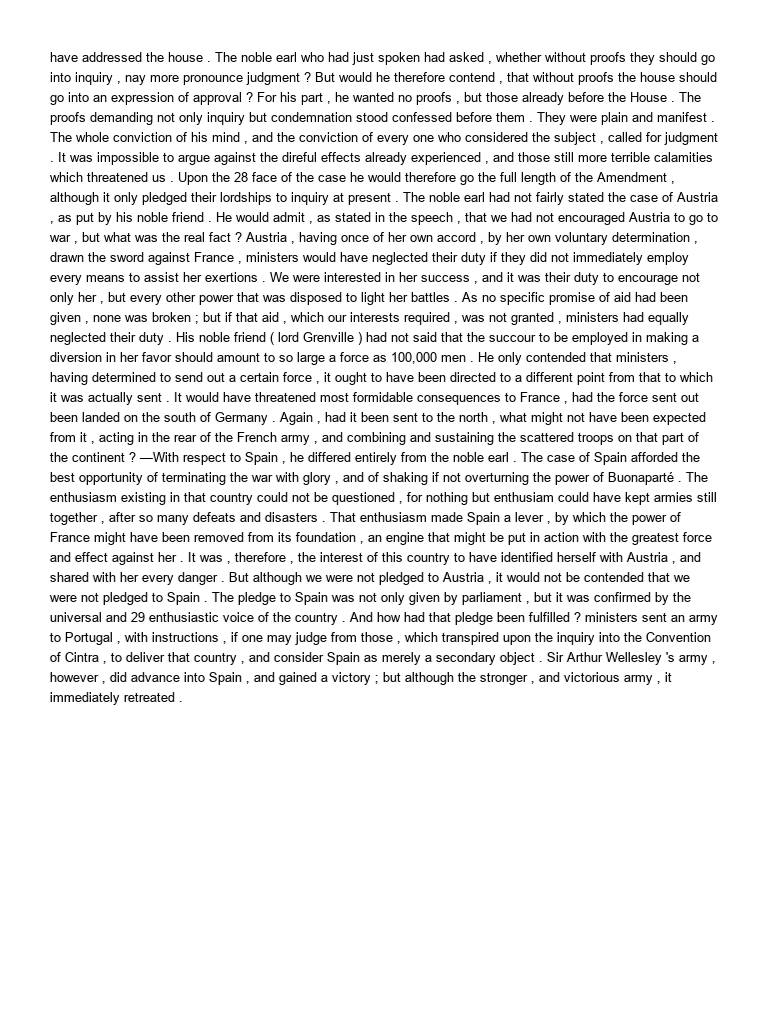 have addressed the house . The noble earl who had just spoken had asked , whether without proofs they should go
into inquiry , nay more pronounce judgment ? But would he therefore contend , that without proofs the house should
go into an expression of approval ? For his part , he wanted no proofs , but those already before the House . The
proofs demanding not only inquiry but condemnation stood confessed before them . They were plain and manifest .
The whole conviction of his mind , and the conviction of every one who considered the subject , called for judgment
. It was impossible to argue against the direful effects already experienced , and those still more terrible calamities
which threatened us . Upon the 28 face of the case he would therefore go the full length of the Amendment ,
although it only pledged their lordships to inquiry at present . The noble earl had not fairly stated the case of Austria
, as put by his noble friend . He would admit , as stated in the speech , that we had not encouraged Austria to go to
war , but what was the real fact ? Austria , having once of her own accord , by her own voluntary determination ,
drawn the sword against France , ministers would have neglected their duty if they did not immediately employ
every means to assist her exertions . We were interested in her success , and it was their duty to encourage not
only her , but every other power that was disposed to light her battles . As no specific promise of aid had been
given , none was broken ; but if that aid , which our interests required , was not granted , ministers had equally
neglected their duty . His noble friend ( lord Grenville ) had not said that the succour to be employed in making a
diversion in her favor should amount to so large a force as 100,000 men . He only contended that ministers ,
having determined to send out a certain force , it ought to have been directed to a different point from that to which
it was actually sent . It would have threatened most formidable consequences to France , had the force sent out
been landed on the south of Germany . Again , had it been sent to the north , what might not have been expected
from it , acting in the rear of the French army , and combining and sustaining the scattered troops on that part of
the continent ? —With respect to Spain , he differed entirely from the noble earl . The case of Spain afforded the
best opportunity of terminating the war with glory , and of shaking if not overturning the power of Buonaparté . The
enthusiasm existing in that country could not be questioned , for nothing but enthusiam could have kept armies still
together , after so many defeats and disasters . That enthusiasm made Spain a lever , by which the power of
France might have been removed from its foundation , an engine that might be put in action with the greatest force
and effect against her . It was , therefore , the interest of this country to have identified herself with Austria , and
shared with her every danger . But although we were not pledged to Austria , it would not be contended that we
were not pledged to Spain . The pledge to Spain was not only given by parliament , but it was confirmed by the
universal and 29 enthusiastic voice of the country . And how had that pledge been fulfilled ? ministers sent an army
to Portugal , with instructions , if one may judge from those , which transpired upon the inquiry into the Convention
of Cintra , to deliver that country , and consider Spain as merely a secondary object . Sir Arthur Wellesley 's army ,
however , did advance into Spain , and gained a victory ; but although the stronger , and victorious army , it
immediately retreated .